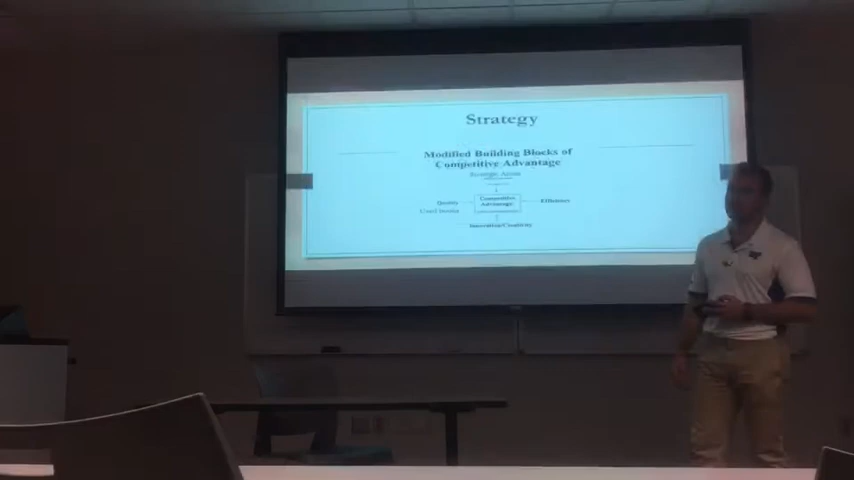 Strategy
Modified Building Blocks of
Competitive Advantage
Strategic Assets
Competitive
Advantage
Quality
Efficiency
Innovation/Creativity